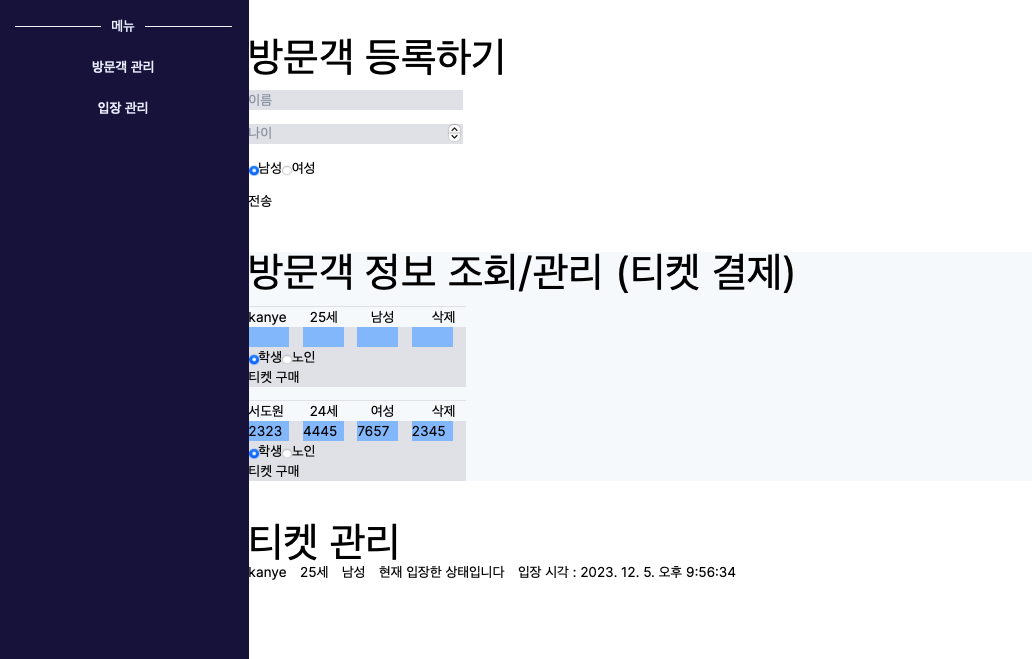 메뉴
방문객 관리
입장 관리
방문객 등록하기
이름
나이
남성 여성
전송
방문객 정보 조회/관리 (티켓 결제)
kanye 25세 남성 삭제
학생 노인
티켓 구매
서도원 24세 여성 삭제
2323 4445 7657 2345
학생 노인
티켓 구매
티켓 관리
kanye 25세 남성 현재 입장한 상태입니다 입장 시각 : 2023. 12. 5. 오후 9:56:34